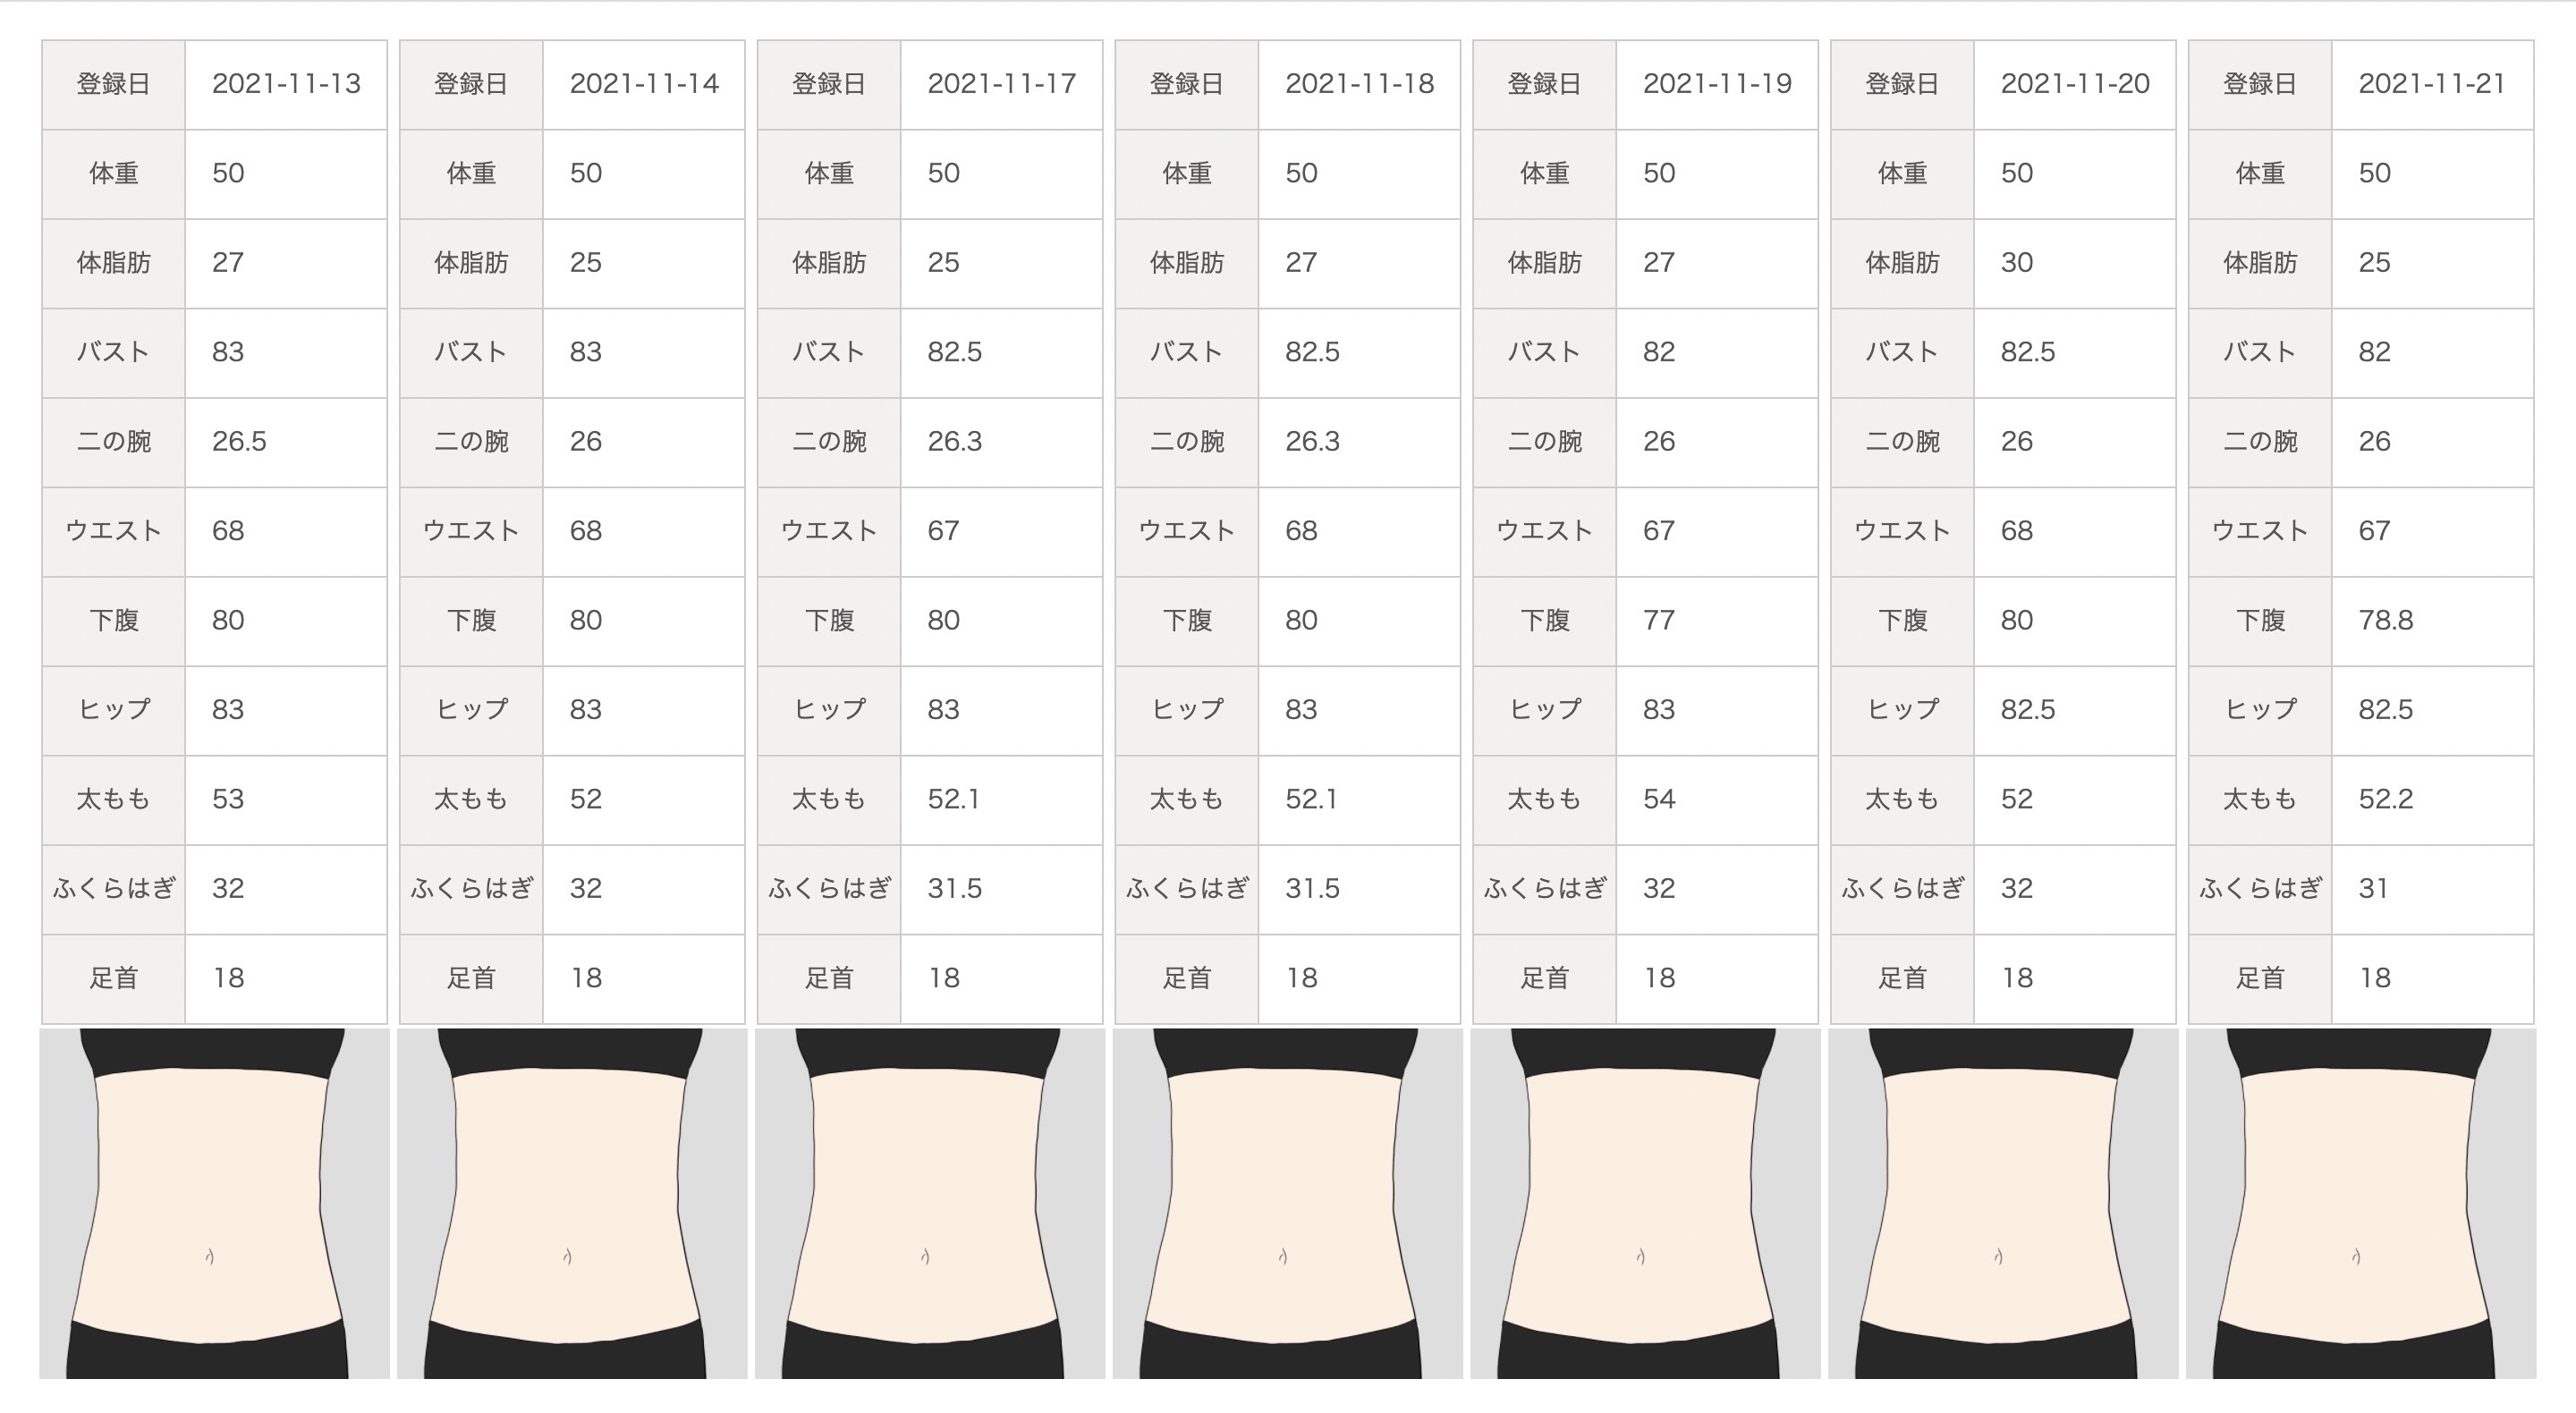 登録日 2021-11-13 登録日 2021-11-14 登録日 2021-11-17 登録日 2021-11-18 登録日 2021-11-19 登録日 2021-11-20 登録日 2021-11-21
体重 50 体重 50 体重 50 体重 50 体重 50 体重 50 体重 50
体脂肪 27 体脂肪 25 体脂肪 25 体脂肪 27 体脂肪 27 体脂肪 30 体脂肪 25
バスト 83 バスト 83 バスト 82.5 バスト 82.5 バスト 82 バスト 82.5 バスト 82
二の腕 26.5 二の腕 26 二の腕 26.3 二の腕 26.3 二の腕 26 二の腕 26 二の腕 26
ウエスト 68 ウエスト 68 ウエスト 67 ウエスト 68 ウエスト 67 ウエスト 68 ウエスト 67
下腹 80 下腹 80 下腹 80 下腹 80 下腹 77 下腹 80 下腹 78.8
ヒップ 83 ヒップ 83 ヒップ 83 ヒップ 83 ヒップ 83 ヒップ 82.5 ヒップ 82.5
太もも 53 太もも 52 太もも 52.1 太もも 52.1 太もも 54 太もも 52 太もも 52.2
ふくらはぎ 32 ふくらはぎ 32 ふくらはぎ 31.5 ふくらはぎ 31.5 ふくらはぎ 32 ふくらはぎ 32 ふくらはぎ 31
足首 18 足首 18 足首 18 足首 18 足首 18 足首 18 足首 18